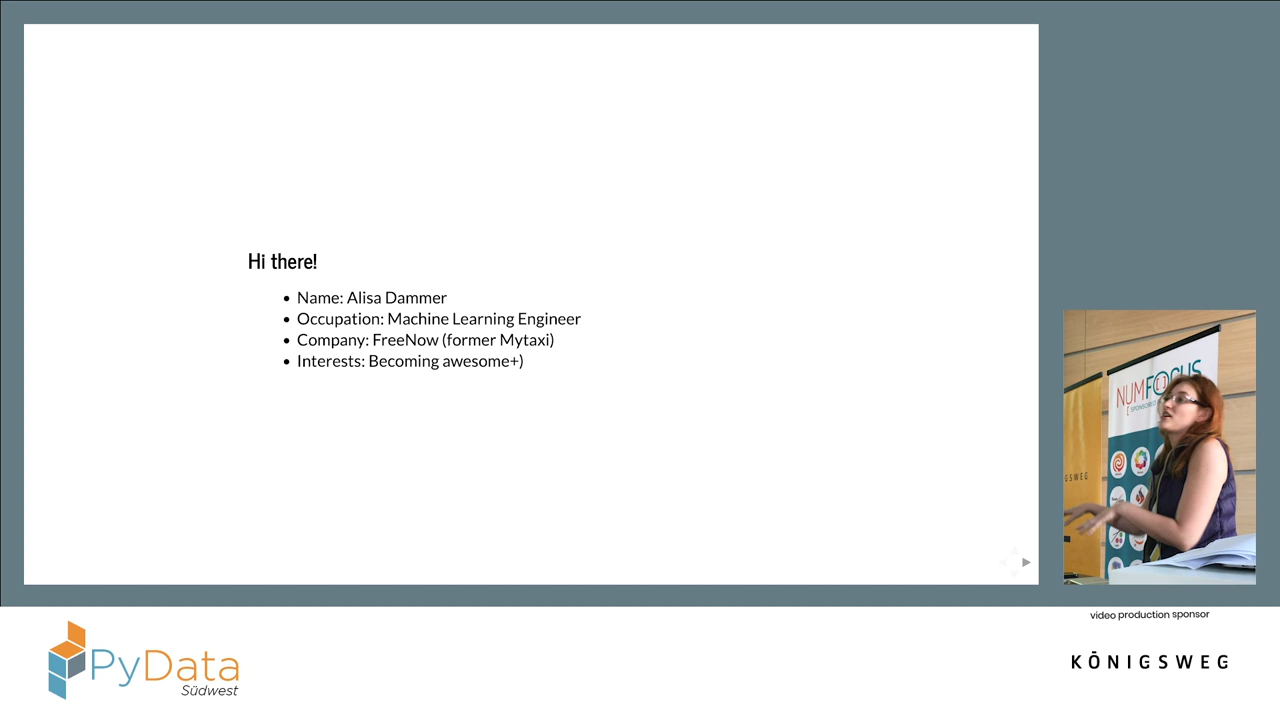 Hi there!
Name: Alisa Dammer
Occupation: Machine Learning Engineer
Company: FreeNow (former Mytaxi)
Interests: Becoming awesome+)
NUMFOCUS
GSWEG
video production sponsor
PyData
Südwest
KÖNIGSWEG